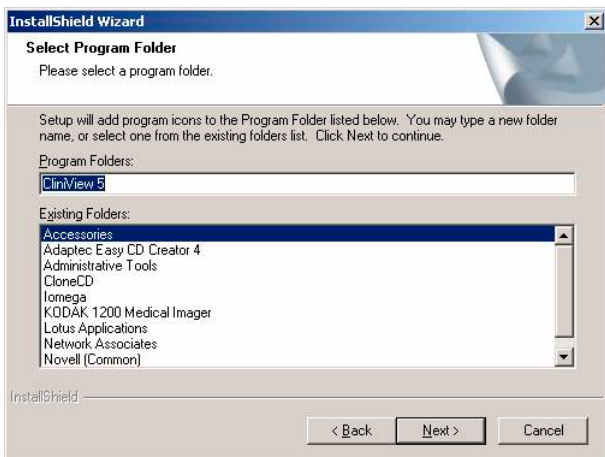 InstallShield Wizard
Select Program Folder
Please select a program folder.
Setup will add program icons to the Program Folder listed below. You may type a new folder
name, or select one from the existing folders list. Click Next to continue.
Program Folders:
CliniView 5
Existing Folders:
Accessories
Adaptec Easy CD Creator 4
Administrative Tools
CloneCD
Iomega
KODAK 1200 Medical Imager
Lotus Applications
Network Associates
Novell (Common)
InstallShield
< Back Next > Cancel